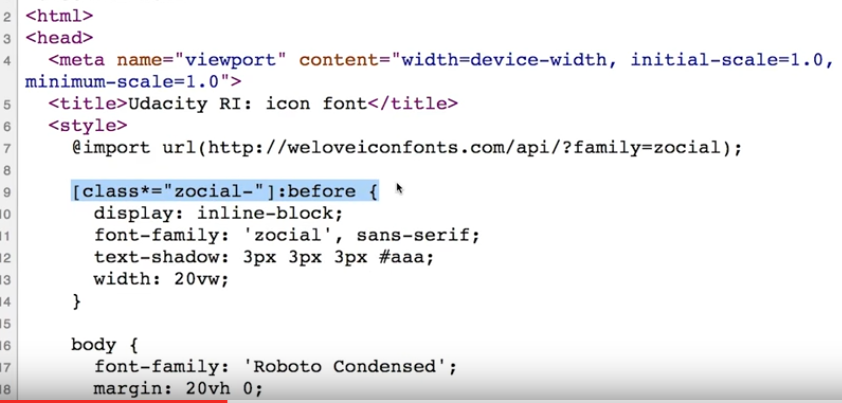 2 <html>
3 <head>
4 <meta name="viewport" content="width=device-width, initial-scale=1.0,
minimum-scale=1.0">
5 <title>Udacity RI: icon font</title>
6 <style>
7 @import url(http://weloveiconfonts.com/api/?family=zocial);
8
9 [class*="zocial-"]:before {
10 display: inline-block;
11 font-family: 'zocial', sans-serif;
12 text-shadow: 3px 3px 3px #aaa;
13 width: 20vw;
14 }
15
16 body {
17 font-family: 'Roboto Condensed';
18 margin: 20vh 0;